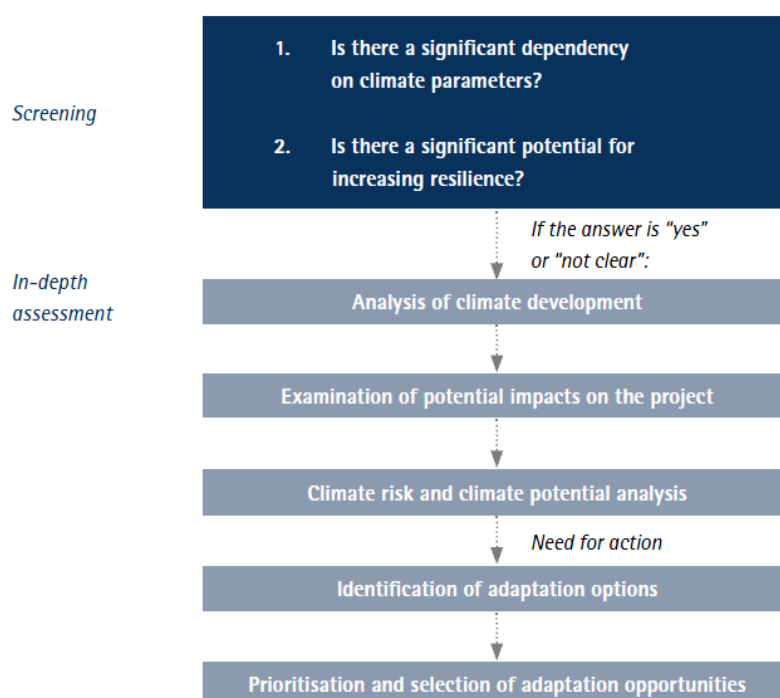 Screening
1. Is there a significant dependency
on climate parameters?
2. Is there a significant potential for
increasing resilience?
If the answer is “yes”
or “not clear”:
In-depth
assessment
Analysis of climate development
Examination of potential impacts on the project
Climate risk and climate potential analysis
Need for action
Identification of adaptation options
Prioritisation and selection of adaptation opportunities